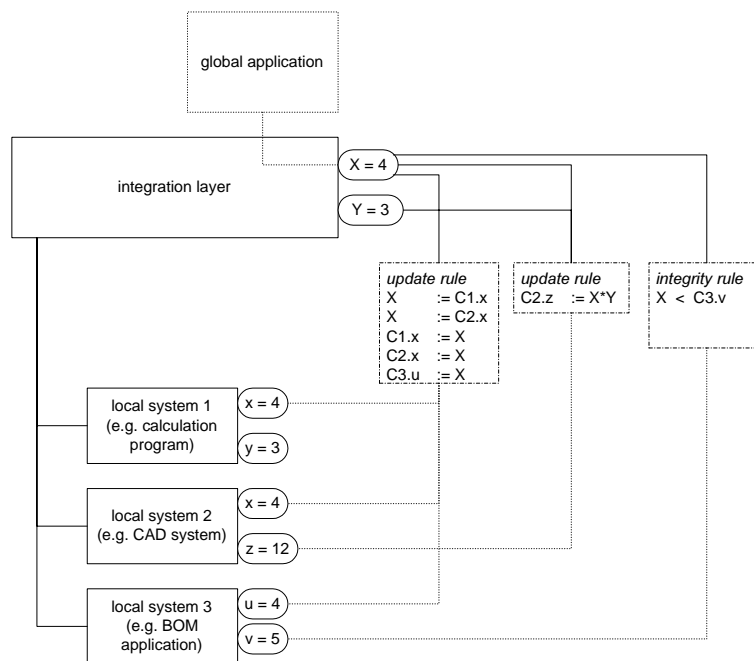 global application
integration layer
X = 4
Y = 3
update rule
X := C1.x
X := C2.x
C1.x := X
C2.x := X
C3.u := X
update rule
C2.z := X*Y
integrity rule
X < C3.v
local system 1
(e.g. calculation
program)
x = 4
y = 3
local system 2
(e.g. CAD system)
x = 4
z = 12
local system 3
(e.g. BOM
application)
u = 4
v = 5